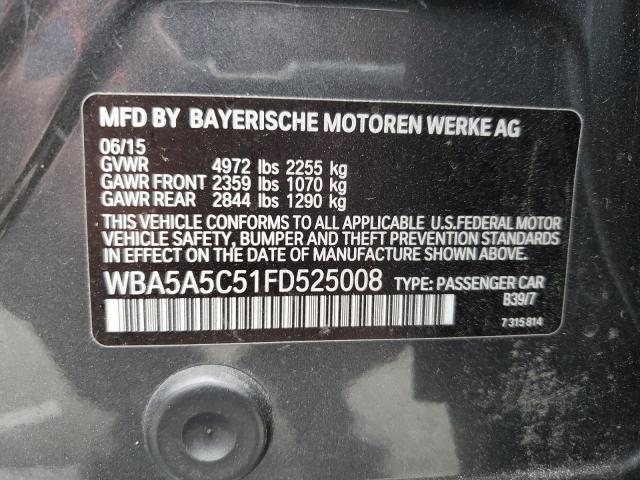 MFD BY BAYERISCHE MOTOREN WERKE AG
06/15
GVWR 4972 lbs 2255 kg
GAWR FRONT 2359 lbs 1070 kg
GAWR REAR 2844 lbs 1290 kg
THIS VEHICLE CONFORMS TO ALL APPLICABLE U.S.FEDERAL MOTOR
VEHICLE SAFETY, BUMPER AND THEFT PREVENTION STANDARDS
IN EFFECT ON THE DATE OF MANUFACTURE SHOWN ABOVE.
WBA5A5C51FD525008 TYPE: PASSENGER CAR
B39/7
7 315 814